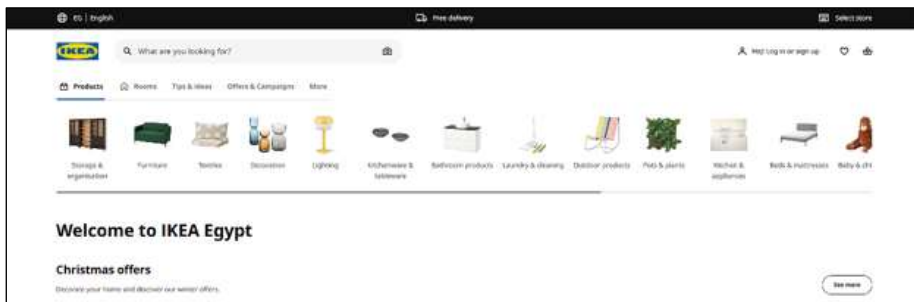 EG | English
Free delivery
Select store
IKEA
What are you looking for?
Hej! Log in or sign up
Products
Rooms
Tips & Ideas
Offers & Campaigns
More
Storage & organisation
Furniture
Textiles
Decoration
Lighting
Kitchenware & tableware
Bathroom products
Laundry & cleaning
Outdoor products
Pots & plants
Kitchen & appliances
Beds & mattresses
Baby & chi
Welcome to IKEA Egypt
Christmas offers
Decorate your home and discover our winter offers.
See more